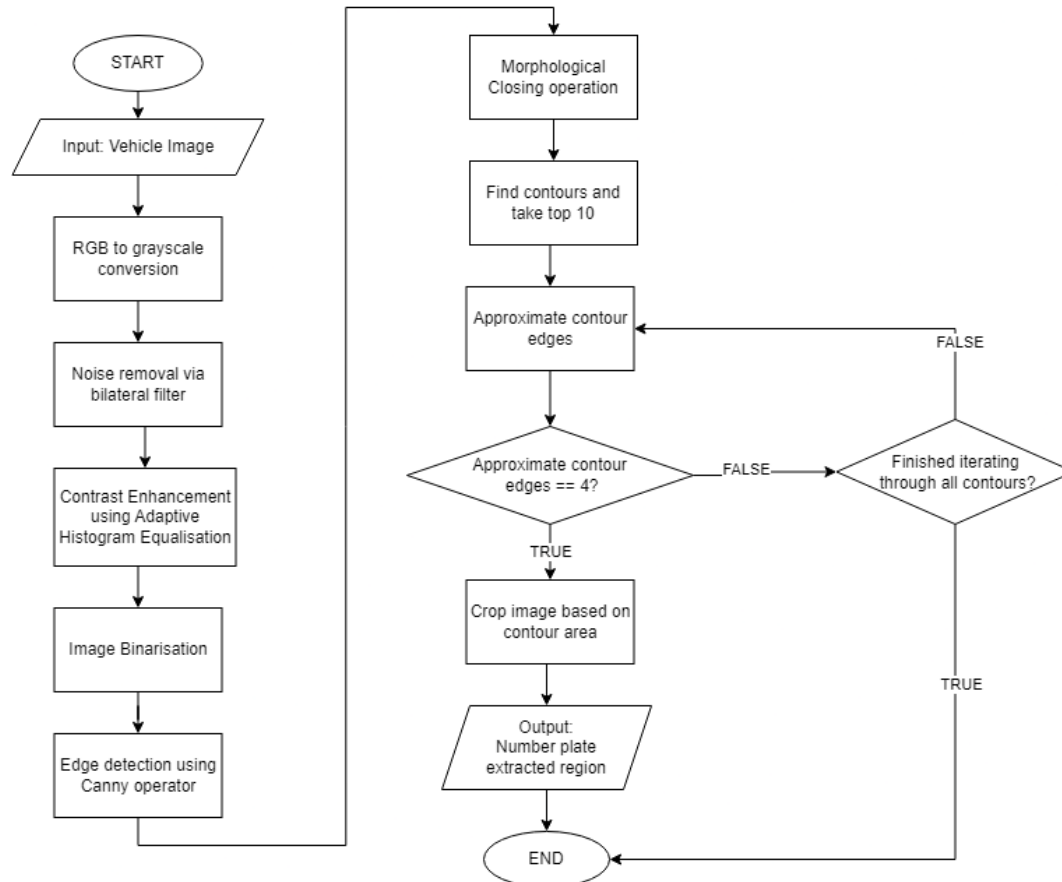 START
Input: Vehicle Image
RGB to grayscale
conversion
Noise removal via
bilateral filter
Contrast Enhancement
using Adaptive
Histogram Equalisation
Image Binarisation
Edge detection using
Canny operator
Morphological
Closing operation
Find contours and
take top 10
Approximate contour
edges
Approximate contour
edges == 4?
FALSE
Finished iterating
through all contours?
FALSE
TRUE
TRUE
Crop image based on
contour area
Output:
Number plate
extracted region
END